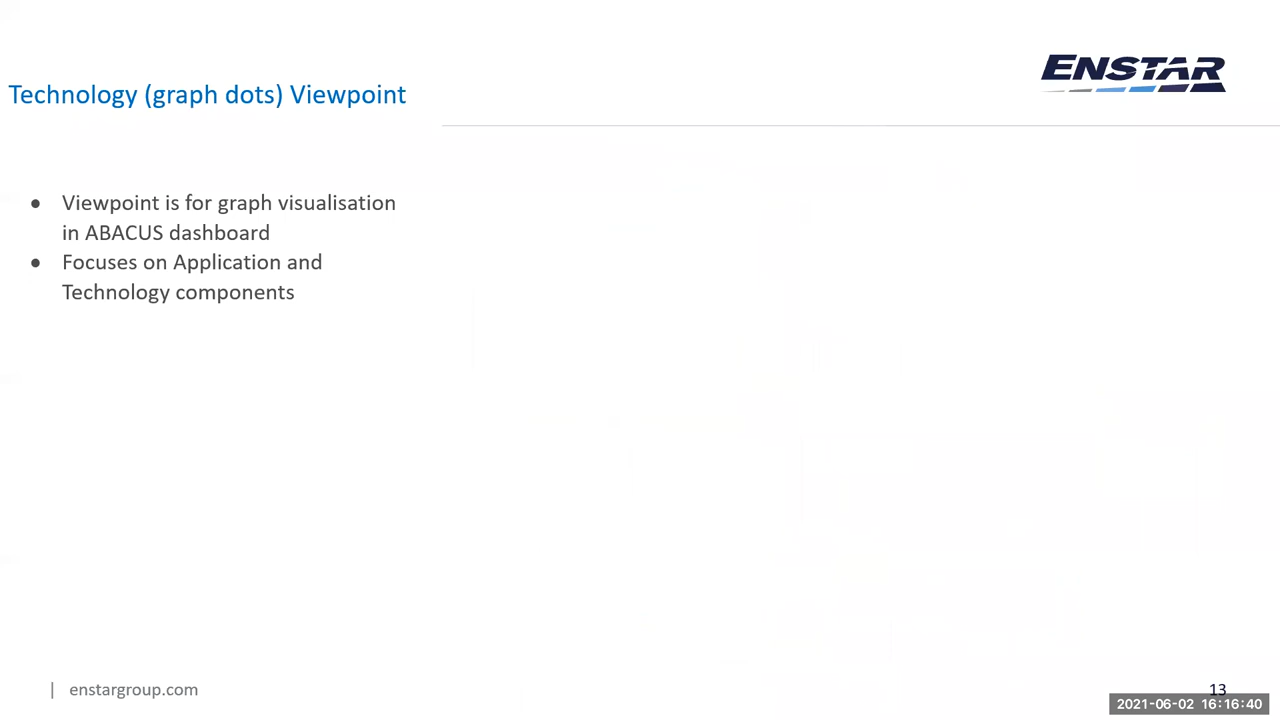 ENSTAR
Technology (graph dots) Viewpoint
● Viewpoint is for graph visualisation
in ABACUS dashboard
● Focuses on Application and
Technology components
| enstargroup.com
13
2021-06-02 16:16:40